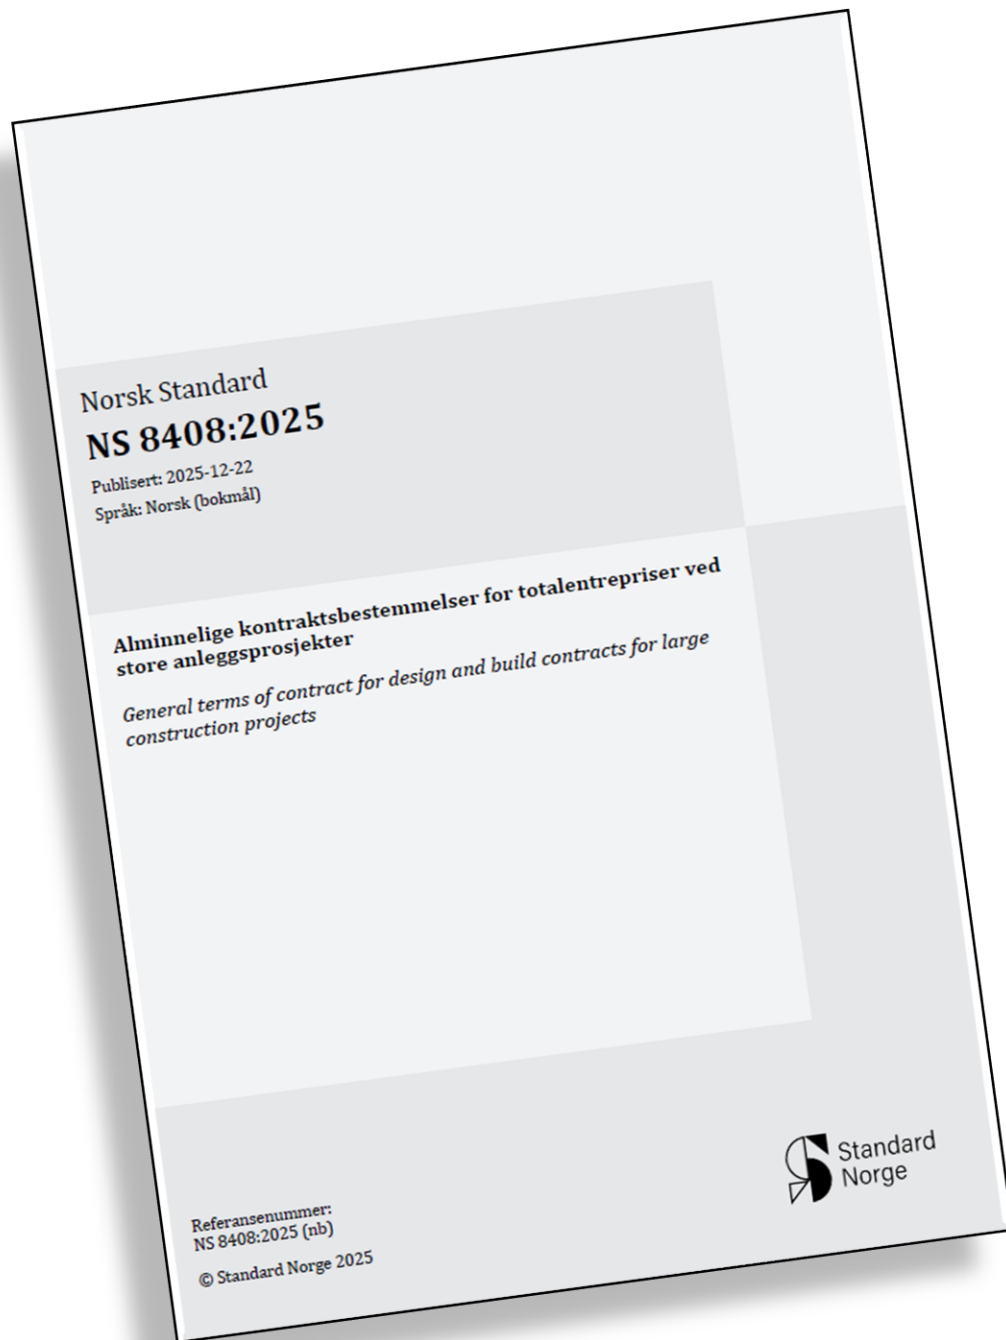 Norsk Standard
NS 8408:2025
Publisert: 2025-12-22
Språk: Norsk (bokmål)
Alminnelige kontraktsbestemmelser for totalentrepriser ved
store anleggsprosjekter
General terms of contract for design and build contracts for large
construction projects
Standard
Norge
Referansenummer:
NS 8408:2025 (nb)
© Standard Norge 2025